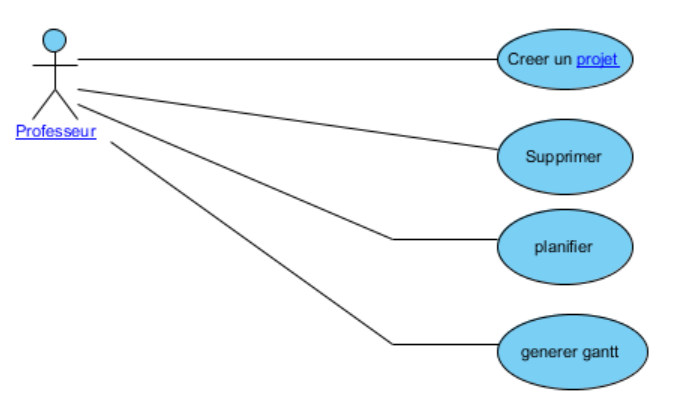 Creer un projet
Professeur
Supprimer
planifier
generer gantt